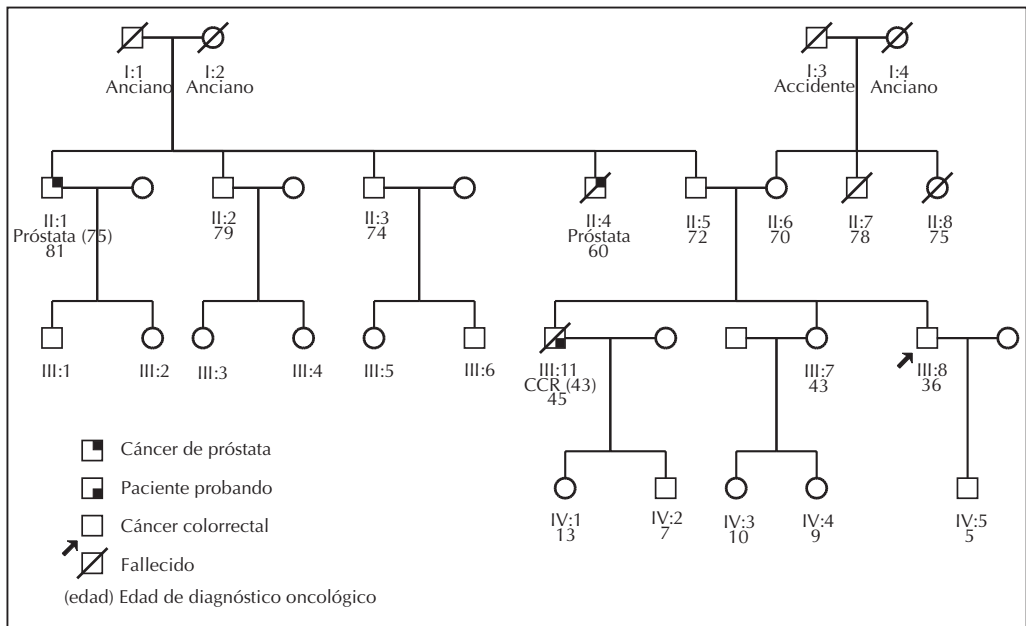 I:1
Anciano
I:2
Anciano
I:3
Accidente
I:4
Anciano
II:1
Próstata (75)
81
II:2
79
II:3
74
II:4
Próstata
60
II:5
72
II:6
70
II:7
78
II:8
75
III:1
III:2
III:3
III:4
III:5
III:6
III:11
CCR (43)
45
III:7
43
III:8
36
IV:1
13
IV:2
7
IV:3
10
IV:4
9
IV:5
5
Cáncer de próstata
Paciente probando
Cáncer colorrectal
Fallecido
(edad) Edad de diagnóstico oncológico